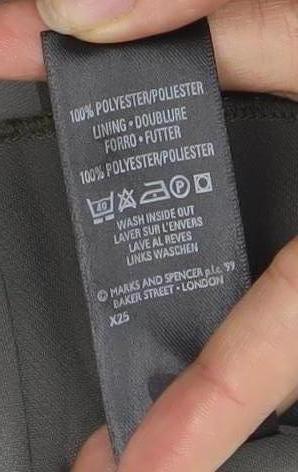 100% POLYESTER/POLIESTER
LINING • DOUBLURE
FORRO • FUTTER
100% POLYESTER/POLIESTER
40 P
WASH INSIDE OUT
LAVER SUR L'ENVERS
LAVE AL REVES
LINKS WASCHEN
© MARKS AND SPENCER p.l.c. '99
BAKER STREET • LONDON
X25